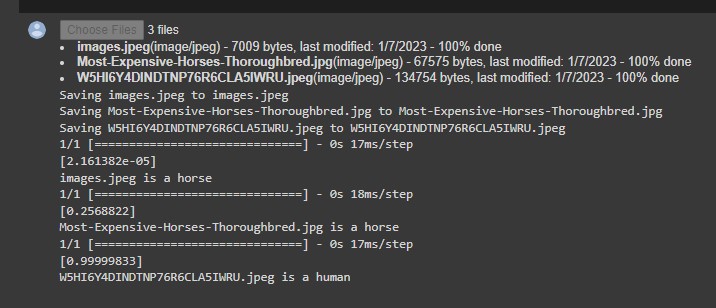 Choose Files 3 files
• images.jpeg(image/jpeg) - 7009 bytes, last modified: 1/7/2023 - 100% done
• Most-Expensive-Horses-Thoroughbred.jpg(image/jpeg) - 67575 bytes, last modified: 1/7/2023 - 100% done
• W5HI6Y4DINDTNP76R6CLA5IWRU.jpeg(image/jpeg) - 134754 bytes, last modified: 1/7/2023 - 100% done
Saving images.jpeg to images.jpeg
Saving Most-Expensive-Horses-Thoroughbred.jpg to Most-Expensive-Horses-Thoroughbred.jpg
Saving W5HI6Y4DINDTNP76R6CLA5IWRU.jpeg to W5HI6Y4DINDTNP76R6CLA5IWRU.jpeg
1/1 [==============================] - 0s 17ms/step
[2.161382e-05]
images.jpeg is a horse
1/1 [==============================] - 0s 18ms/step
[0.2568822]
Most-Expensive-Horses-Thoroughbred.jpg is a horse
1/1 [==============================] - 0s 17ms/step
[0.99999833]
W5HI6Y4DINDTNP76R6CLA5IWRU.jpeg is a human